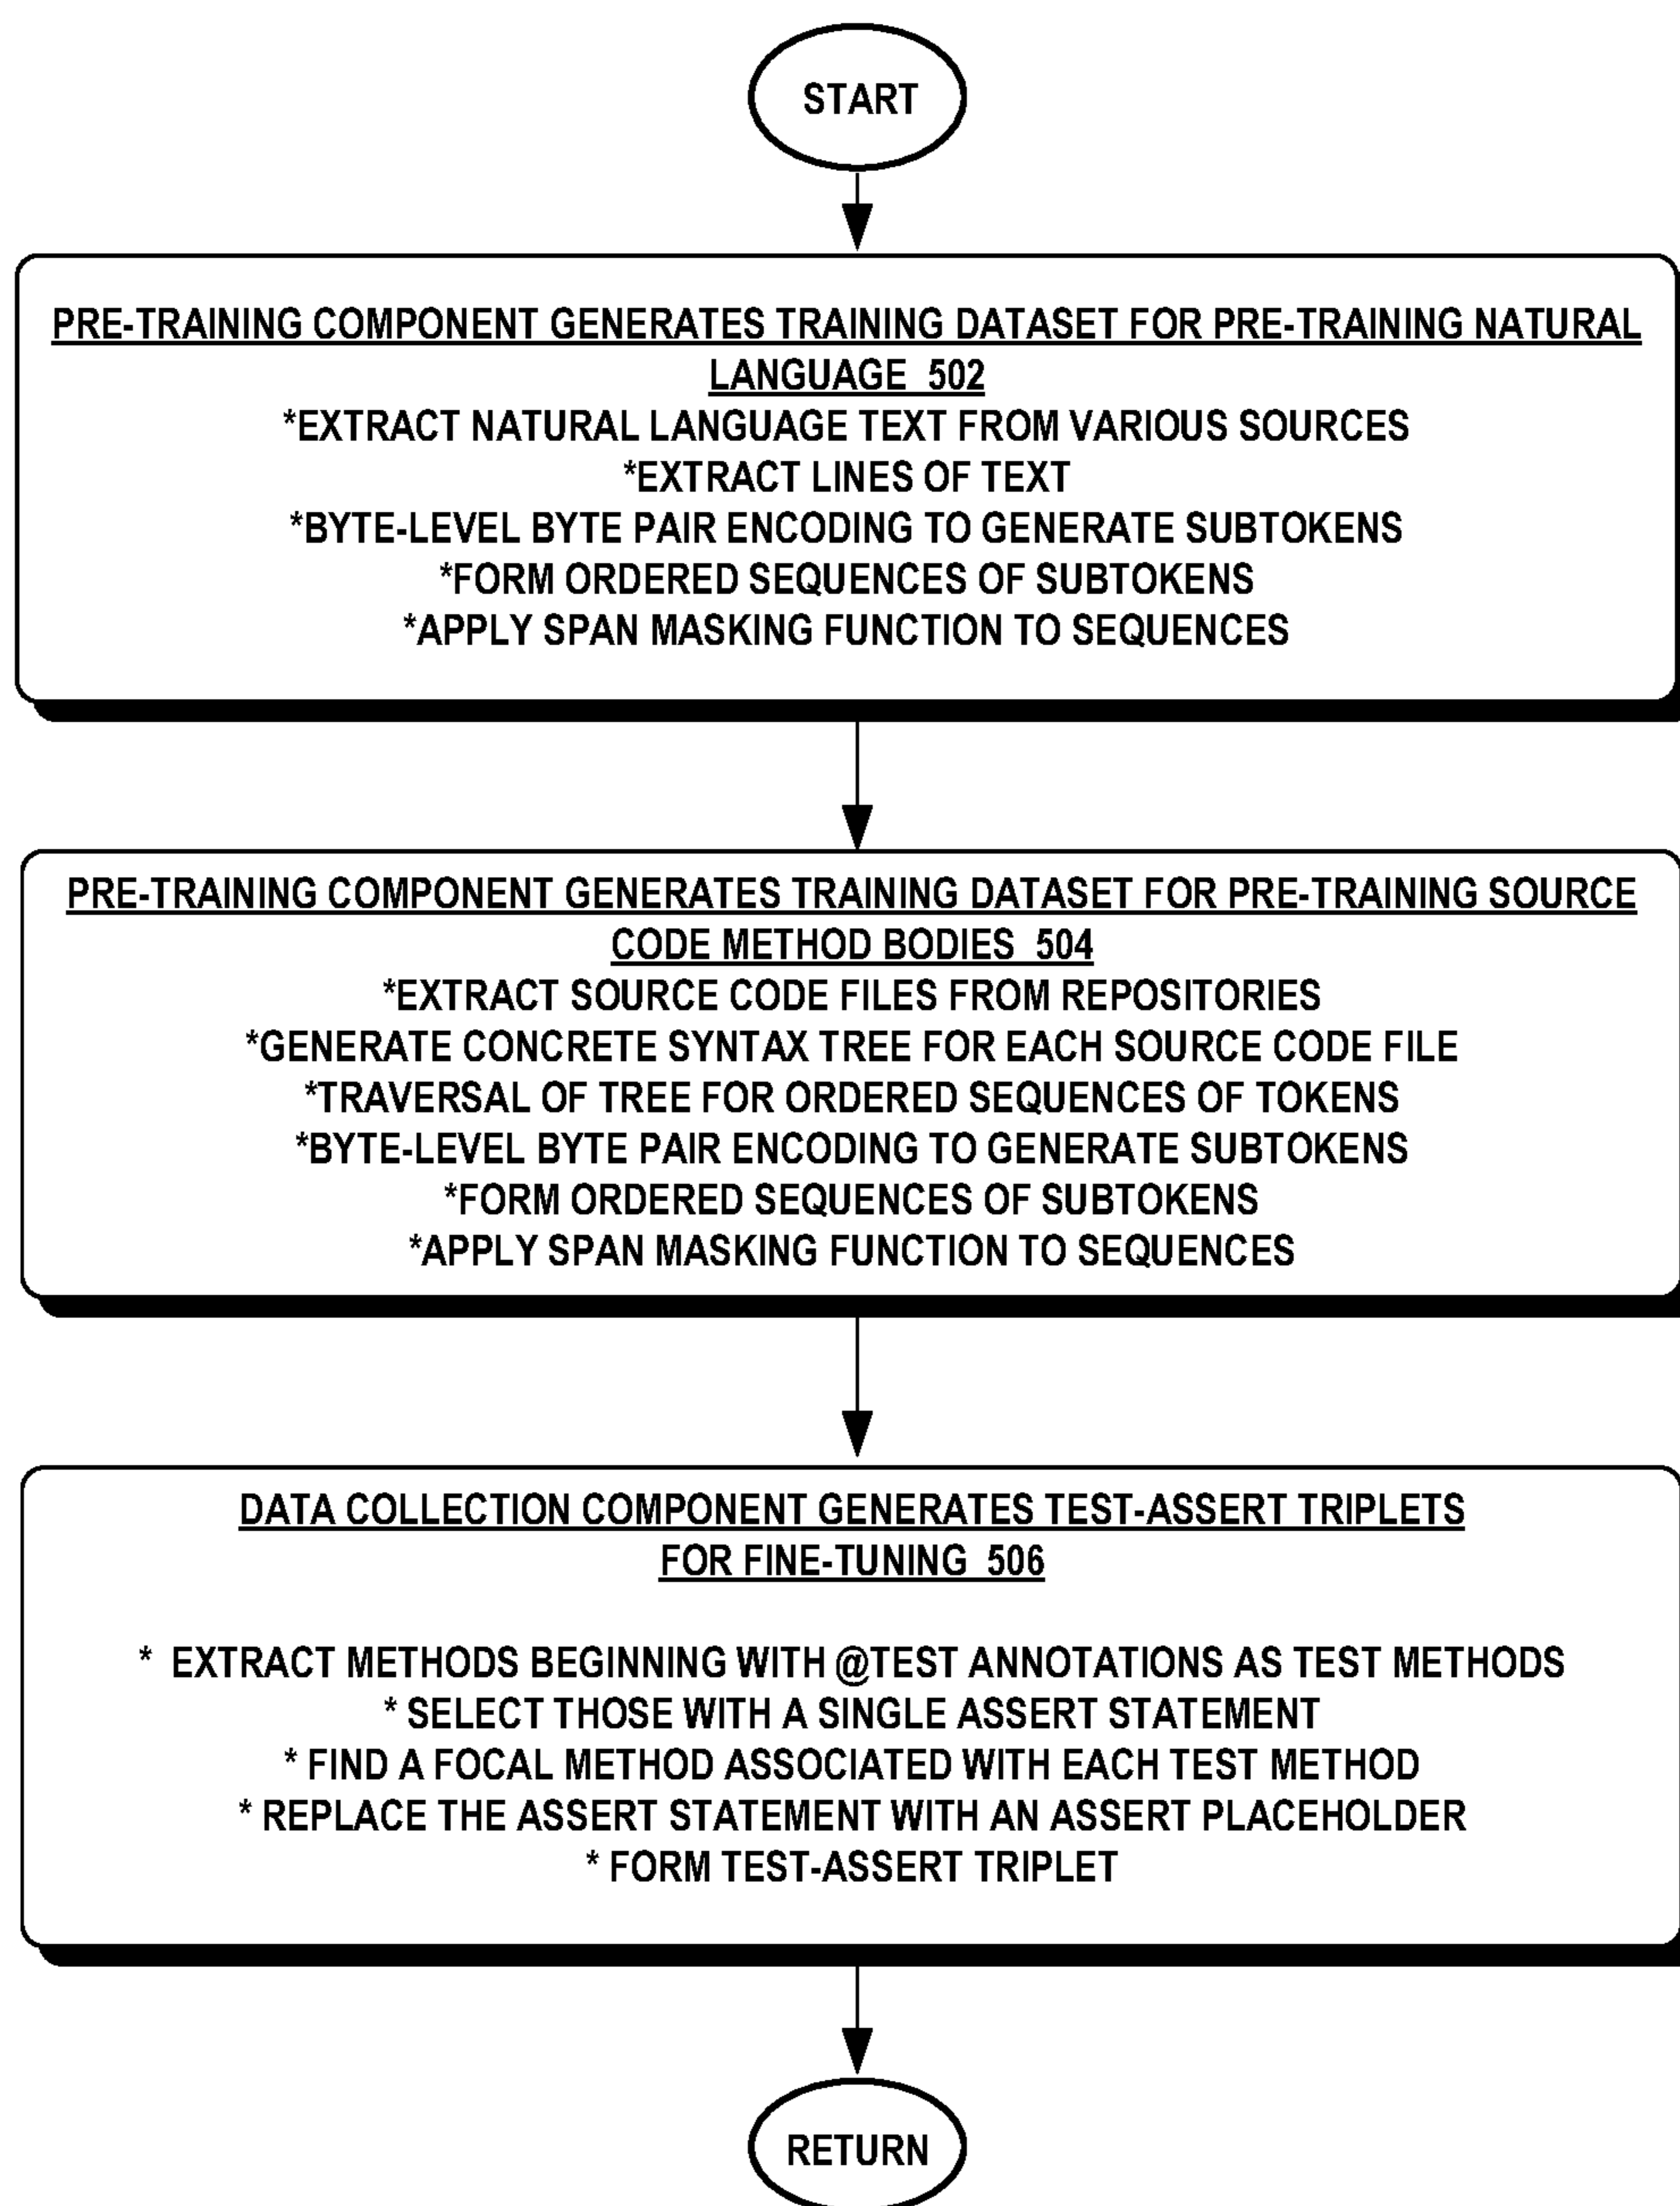 START
PRE-TRAINING COMPONENT GENERATES TRAINING DATASET FOR PRE-TRAINING NATURAL
LANGUAGE 502
*EXTRACT NATURAL LANGUAGE TEXT FROM VARIOUS SOURCES
*EXTRACT LINES OF TEXT
*BYTE-LEVEL BYTE PAIR ENCODING TO GENERATE SUBTOKENS
*FORM ORDERED SEQUENCES OF SUBTOKENS
*APPLY SPAN MASKING FUNCTION TO SEQUENCES
PRE-TRAINING COMPONENT GENERATES TRAINING DATASET FOR PRE-TRAINING SOURCE
CODE METHOD BODIES 504
*EXTRACT SOURCE CODE FILES FROM REPOSITORIES
*GENERATE CONCRETE SYNTAX TREE FOR EACH SOURCE CODE FILE
*TRAVERSAL OF TREE FOR ORDERED SEQUENCES OF TOKENS
*BYTE-LEVEL BYTE PAIR ENCODING TO GENERATE SUBTOKENS
*FORM ORDERED SEQUENCES OF SUBTOKENS
*APPLY SPAN MASKING FUNCTION TO SEQUENCES
DATA COLLECTION COMPONENT GENERATES TEST-ASSERT TRIPLETS
FOR FINE-TUNING 506
* EXTRACT METHODS BEGINNING WITH @TEST ANNOTATIONS AS TEST METHODS
* SELECT THOSE WITH A SINGLE ASSERT STATEMENT
* FIND A FOCAL METHOD ASSOCIATED WITH EACH TEST METHOD
* REPLACE THE ASSERT STATEMENT WITH AN ASSERT PLACEHOLDER
* FORM TEST-ASSERT TRIPLET
RETURN